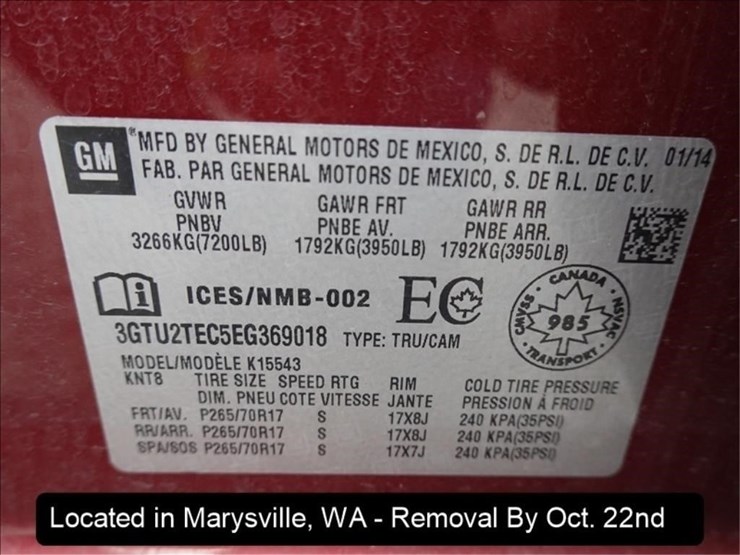 GM
MFD BY GENERAL MOTORS DE MEXICO, S. DE R.L. DE C.V. 01/14
FAB. PAR GENERAL MOTORS DE MEXICO, S. DE R.L. DE C.V.
GVWR GAWR FRT GAWR RR
PNBV PNBE AV. PNBE ARR.
3266KG(7200LB) 1792KG(3950LB) 1792KG(3950LB)
i ICES/NMB-002 EC
CANADA
CMVSS 985 NSVAC
TRANSPORT
3GTU2TEC5EG369018 TYPE: TRU/CAM
MODEL/MODÈLE K15543
KNT8 TIRE SIZE SPEED RTG RIM COLD TIRE PRESSURE
DIM. PNEU COTE VITESSE JANTE PRESSION À FROID
FRT/AV. P265/70R17 S 17X8J 240 KPA(35PSI)
RR/ARR. P265/70R17 S 17X8J 240 KPA(35PSI)
SPA/SOS P265/70R17 S 17X7J 240 KPA(35PSI)
Located in Marysville, WA - Removal By Oct. 22nd